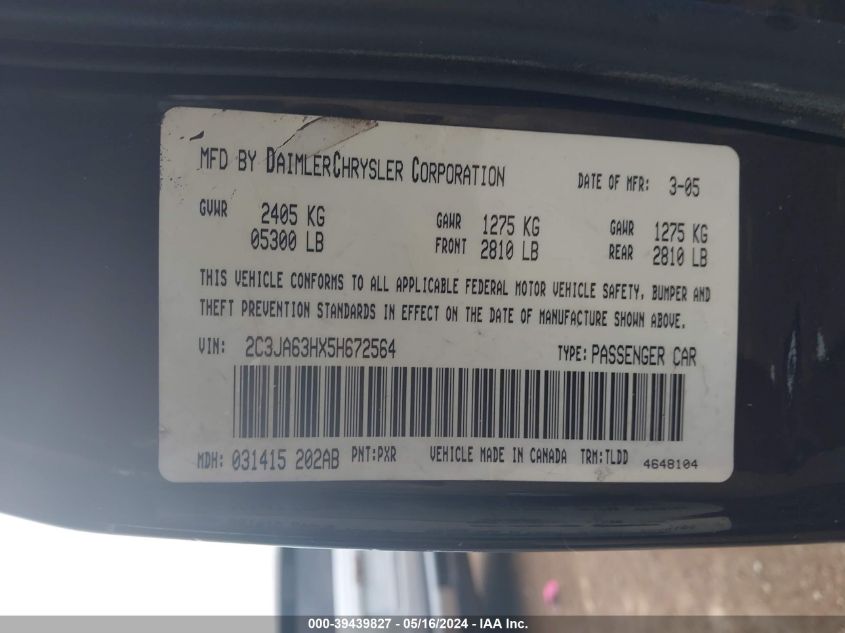 MFD BY DAIMLERCHRYSLER CORPORATION DATE OF MFR: 3-05
GVWR 2405 KG GAWR 1275 KG GAWR 1275 KG
05300 LB FRONT 2810 LB REAR 2810 LB
THIS VEHICLE CONFORMS TO ALL APPLICABLE FEDERAL MOTOR VEHICLE SAFETY, BUMPER AND
THEFT PREVENTION STANDARDS IN EFFECT ON THE DATE OF MANUFACTURE SHOWN ABOVE.
VIN: 2C3JA63HX5H672564 TYPE: PASSENGER CAR
MDH: 031415 202AB PNT:PXR VEHICLE MADE IN CANADA TRM:TLDD 4648104
000-39439827 - 05/16/2024 - IAA Inc.